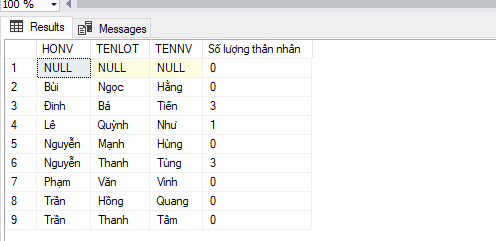 100 %
Results Messages
HONV TENLOT TENNV Số lượng thân nhân
1 NULL NULL NULL 0
2 Bùi Ngọc Hằng 0
3 Đinh Bá Tiến 3
4 Lê Quỳnh Như 1
5 Nguyễn Mạnh Hùng 0
6 Nguyễn Thanh Tùng 3
7 Phạm Văn Vinh 0
8 Trần Hồng Quang 0
9 Trần Thanh Tâm 0